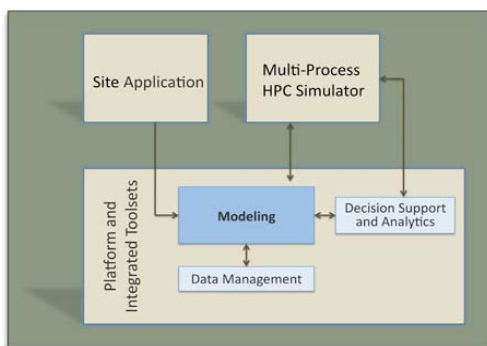 Site Application
Multi-Process
HPC Simulator
Platform and
Integrated Toolsets
Modeling
Decision Support
and Analytics
Data Management